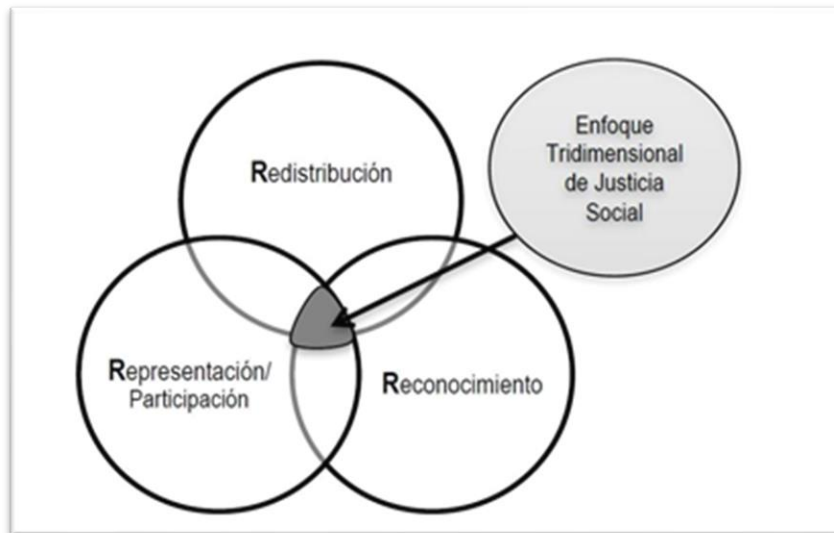 Redistribución
Enfoque
Tridimensional
de Justicia
Social
Representación/
Participación
Reconocimiento